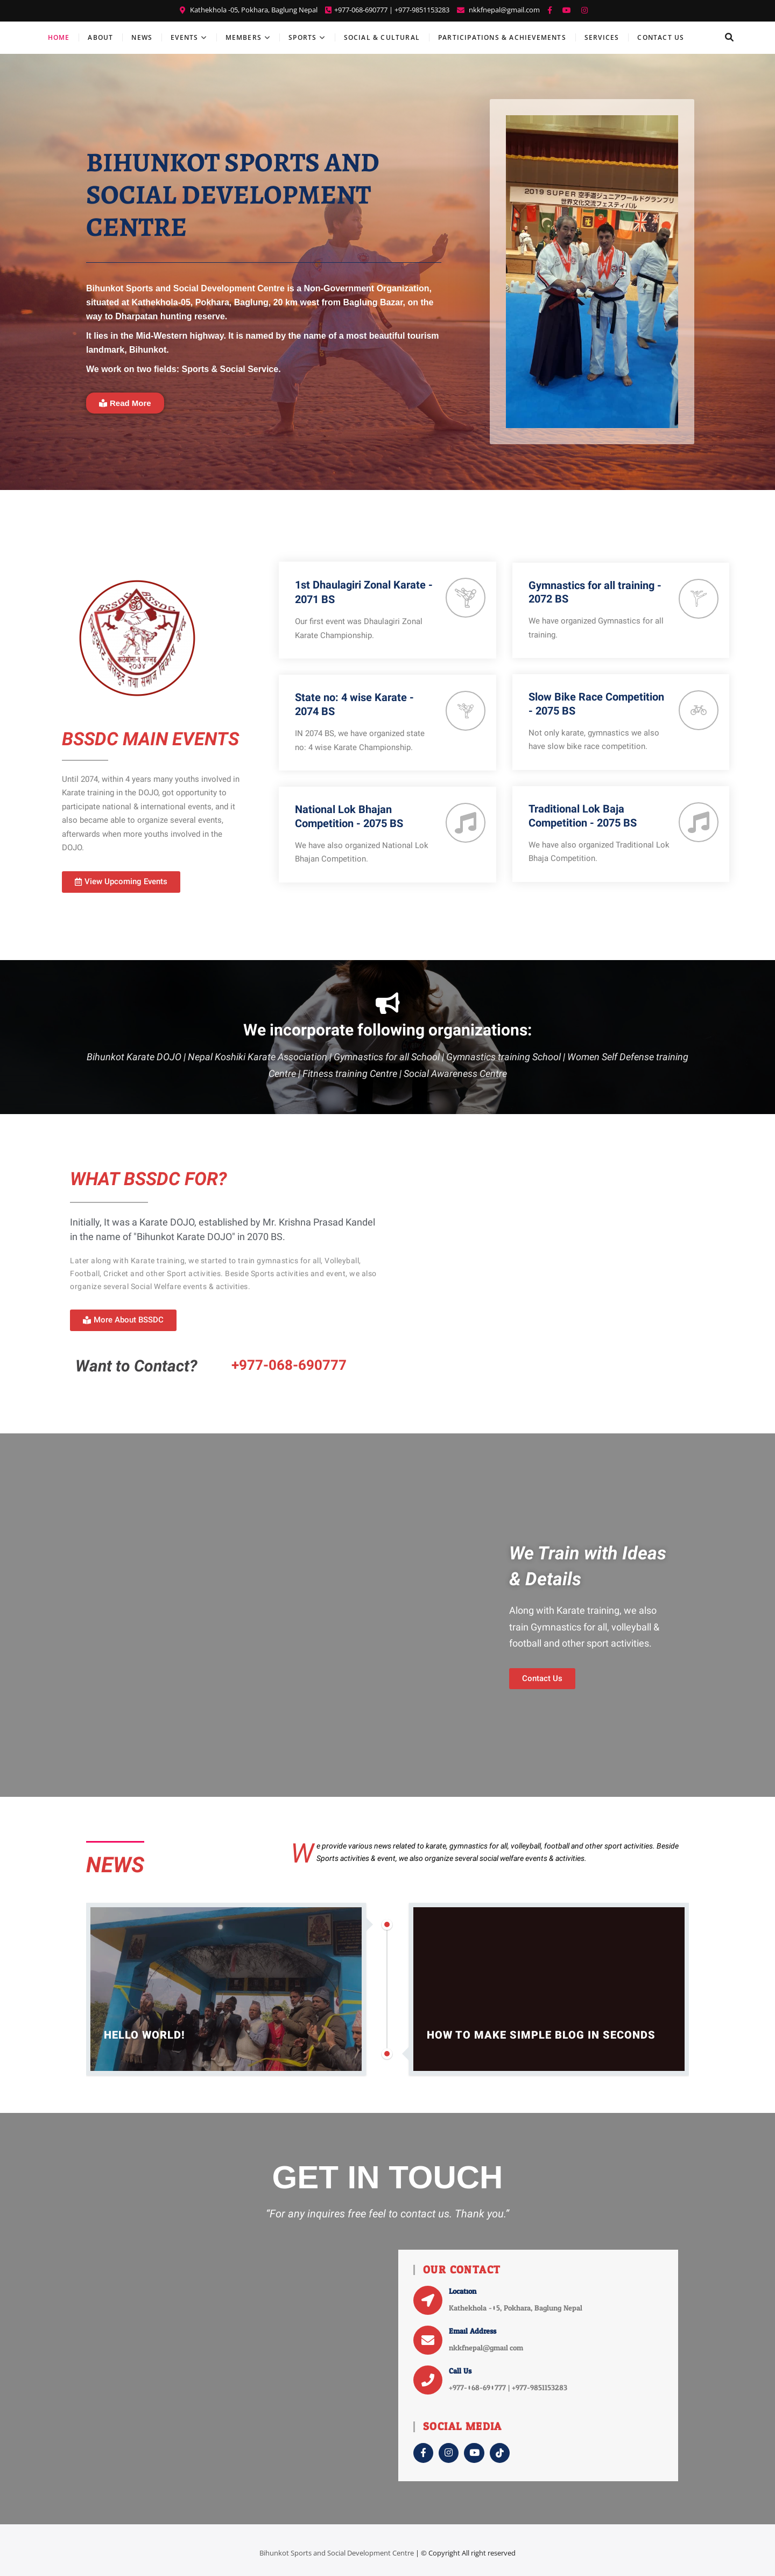 Kathekhola -05, Pokhara, Baglung Nepal +977-068-690777 | +977-9851153283 nkkfnepal@gmail.com
HOME ABOUT NEWS EVENTS MEMBERS SPORTS SOCIAL & CULTURAL PARTICIPATIONS & ACHIEVEMENTS SERVICES CONTACT US
BIHUNKOT SPORTS AND
SOCIAL DEVELOPMENT
CENTRE
Bihunkot Sports and Social Development Centre is a Non-Government Organization,
situated at Kathekhola-05, Pokhara, Baglung, 20 km west from Baglung Bazar, on the
way to Dharpatan hunting reserve.
It lies in the Mid-Western highway. It is named by the name of a most beautiful tourism
landmark, Bihunkot.
We work on two fields: Sports & Social Service.
Read More
2019 SUPER 空手道ジュニアワールドグランプリ
世界文化交流フェスティバル
BSSDC MAIN EVENTS
Until 2074, within 4 years many youths involved in
karate training in the DOJO, got opportunity to
participate national & international events, and it
also became able to organize several events,
afterwards when more youths involved in the
DOJO.
View Upcoming Events
1st Dhaulagiri Zonal Karate -
2071 BS
Our first event was Dhaulagiri Zonal
Karate Championship.
Gymnastics for all training -
2072 BS
We have organized Gymnastics for all
training.
State no: 4 wise Karate -
2074 BS
IN 2074 BS, we have organized state
no: 4 wise Karate Championship.
Slow Bike Race Competition
- 2075 BS
Not only karate, gymnastics we also
have slow bike race competition.
National Lok Bhajan
Competition - 2075 BS
We have also organized National Lok
Bhajan Competition.
Traditional Lok Baja
Competition - 2075 BS
We have also organized Traditional Lok
Bhaja Competition.
We incorporate following organizations:
Bihunkot Karate DOJO | Nepal Koshiki Karate Association | Gymnastics for all School | Gymnastics training School | Women Self Defense training
Centre | Fitness training Centre | Social Awareness Centre
WHAT BSSDC FOR?
Initially, It was a Karate DOJO, established by Mr. Krishna Prasad Kandel
in the name of "Bihunkot Karate DOJO" in 2070 BS.
Later along with Karate training, we started to train gymnastics for all, Volleyball,
Football, Cricket and other Sport activities. Beside Sports activities and event, we also
organize several Social Welfare events & activities.
More About BSSDC
Want to Contact? +977-068-690777
We Train with Ideas
& Details
Along with Karate training, we also
train Gymnastics for all, volleyball &
football and other sport activities.
Contact Us
NEWS
We provide various news related to karate, gymnastics for all, volleyball, football and other sport activities. Beside
Sports activities & event, we also organize several social welfare events & activities.
HELLO WORLD!
HOW TO MAKE SIMPLE BLOG IN SECONDS
GET IN TOUCH
"For any inquires free feel to contact us. Thank you."
OUR CONTACT
Location
Kathekhola -05, Pokhara, Baglung Nepal
Email Address
nkkfnepal@gmail.com
Call Us
+977-068-690777 | +977-9851153283
SOCIAL MEDIA
Bihunkot Sports and Social Development Centre | © Copyright All right reserved